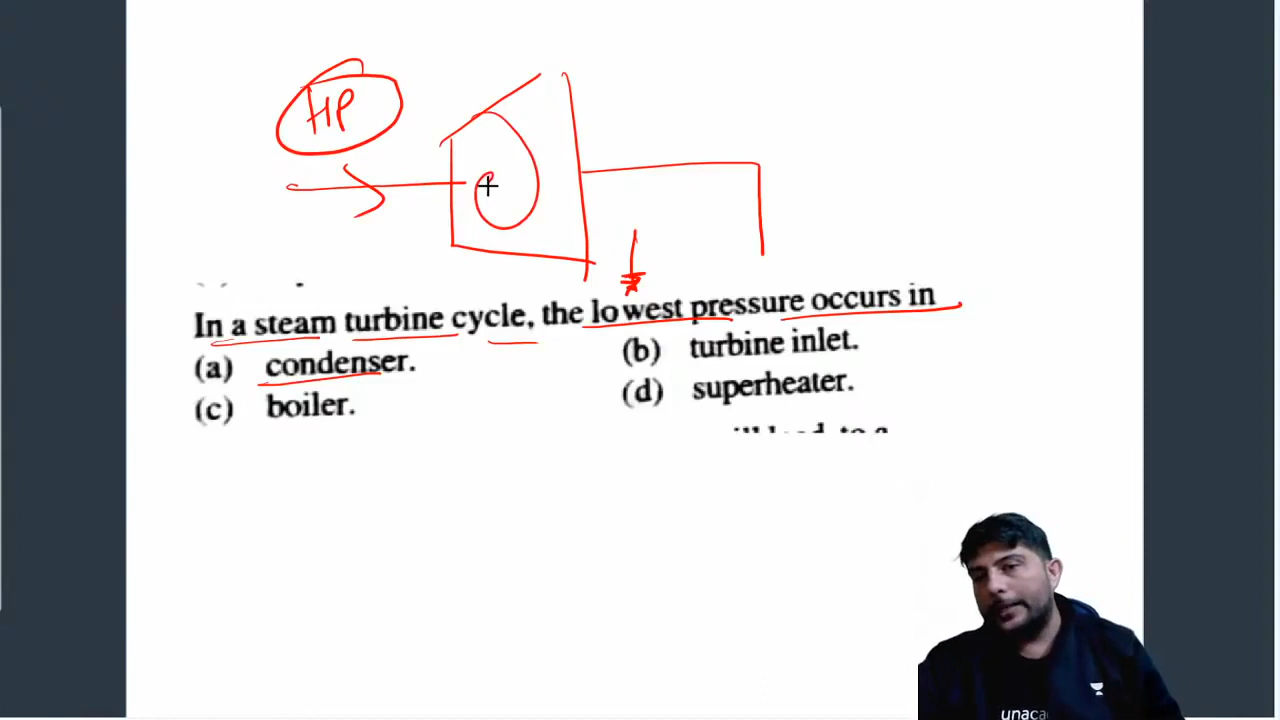 HP
In a steam turbine cycle, the lowest pressure occurs in
(a) condenser.
(b) turbine inlet.
(c) boiler.
(d) superheater.